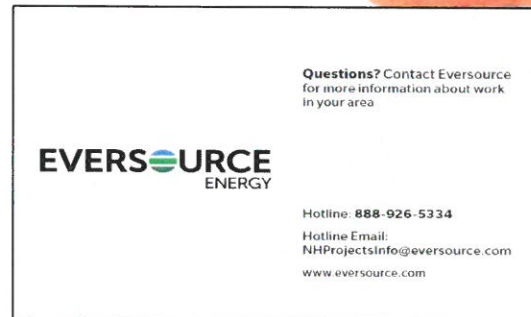 EVERSOURCE
ENERGY
Questions? Contact Eversource
for more information about work
in your area
Hotline: 888-926-5334
Hotline Email:
NHProjectsInfo@eversource.com
www.eversource.com